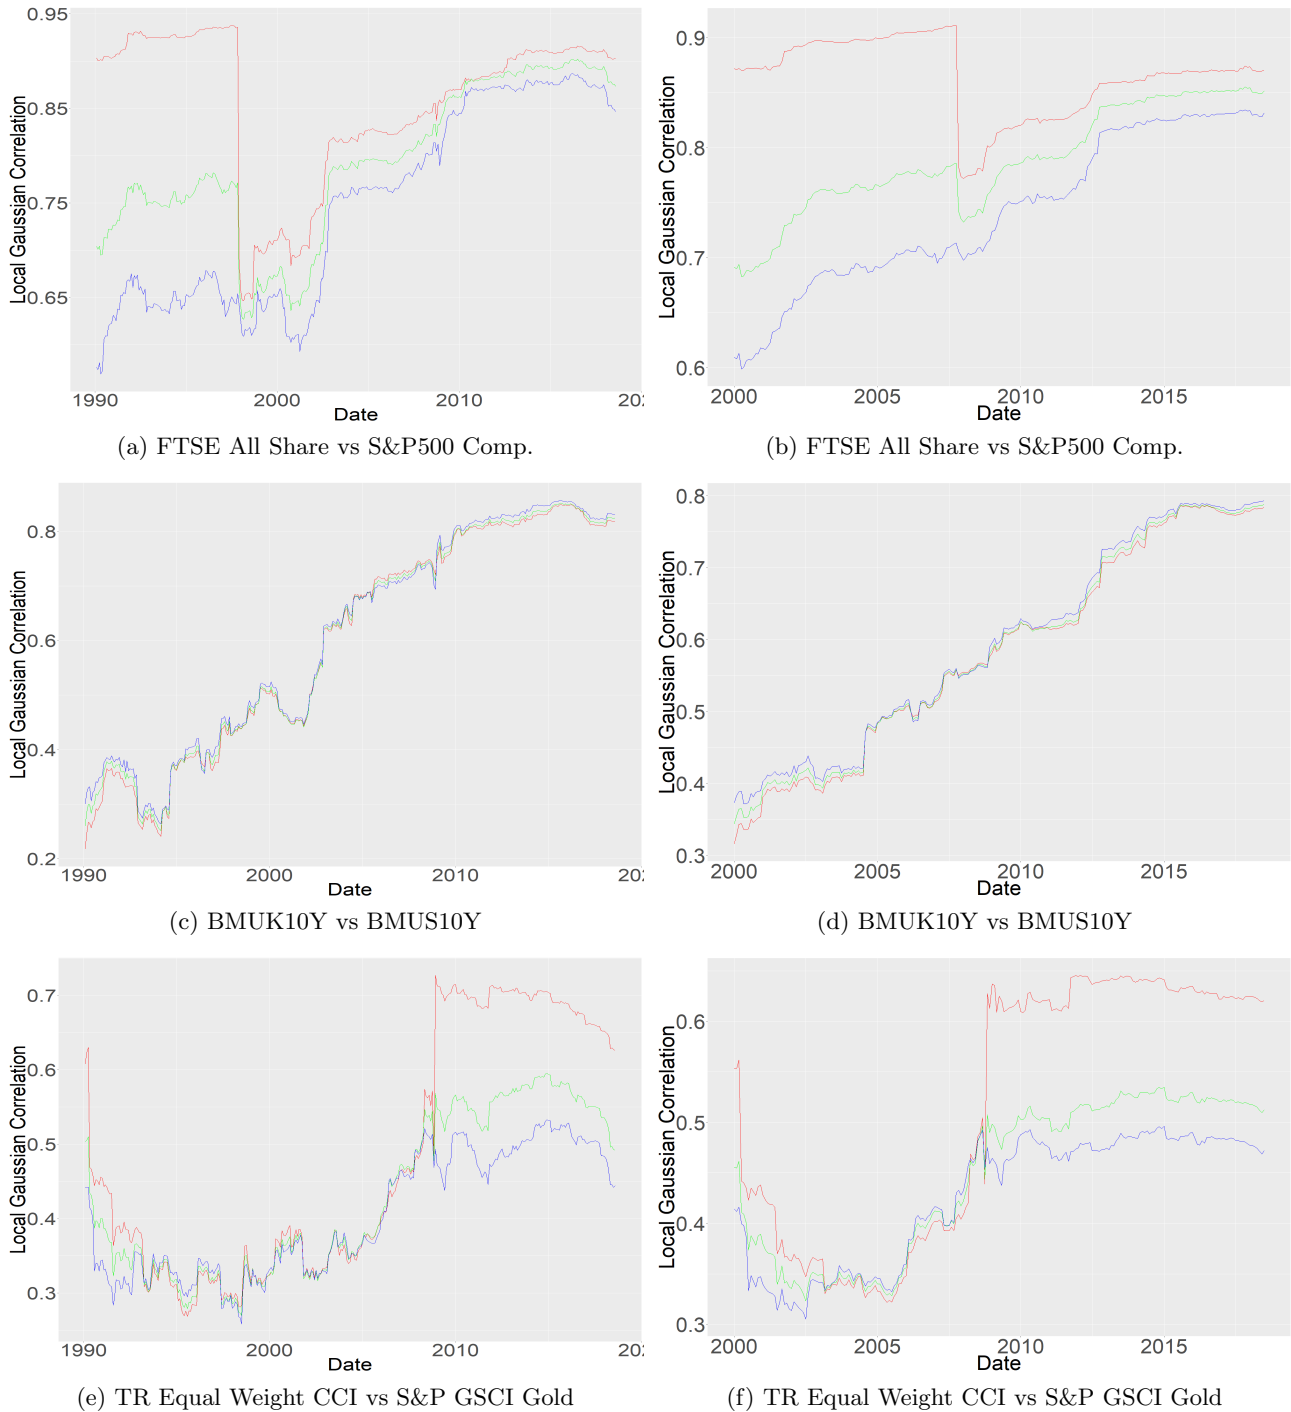 Local Gaussian Correlation
0.95
0.85
0.75
0.65
1990
2000
2010
202
Date
(a) FTSE All Share vs S&P500 Comp.
Local Gaussian Correlation
0.9
0.8
0.7
0.6
2000
2005
2010
2015
Date
(b) FTSE All Share vs S&P500 Comp.
Local Gaussian Correlation
0.8
0.6
0.4
0.2
1990
2000
2010
202
Date
(c) BMUK10Y vs BMUS10Y
Local Gaussian Correlation
0.8
0.7
0.6
0.5
0.4
0.3
2000
2005
2010
2015
Date
(d) BMUK10Y vs BMUS10Y
Local Gaussian Correlation
0.7
0.6
0.5
0.4
0.3
1990
2000
2010
202
Date
(e) TR Equal Weight CCI vs S&P GSCI Gold
Local Gaussian Correlation
0.6
0.5
0.4
0.3
2000
2005
2010
2015
Date
(f) TR Equal Weight CCI vs S&P GSCI Gold